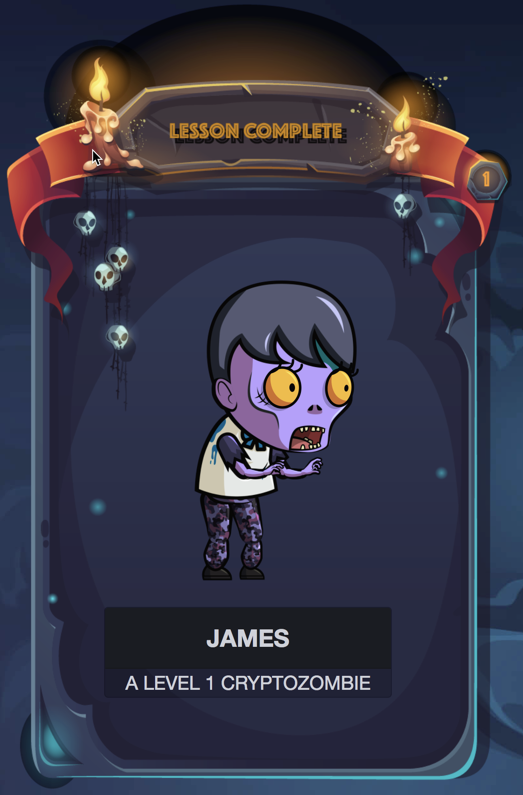 LESSON COMPLETE
1
JAMES
A LEVEL 1 CRYPTOZOMBIE